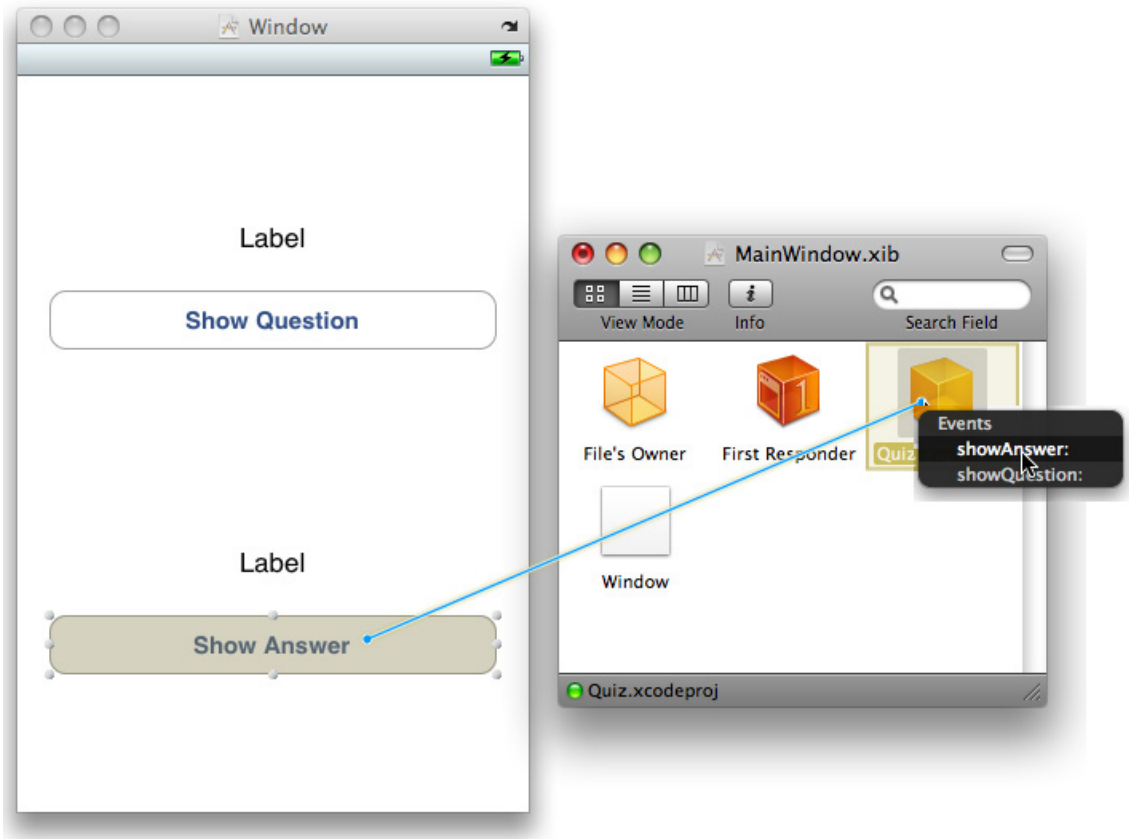 Window
Label
Show Question
Label
Show Answer
MainWindow.xib
View Mode
Info
Search Field
File's Owner
First Responder
Quiz
1
Window
Events
showAnswer:
showQuestion:
Quiz.xcodeproj